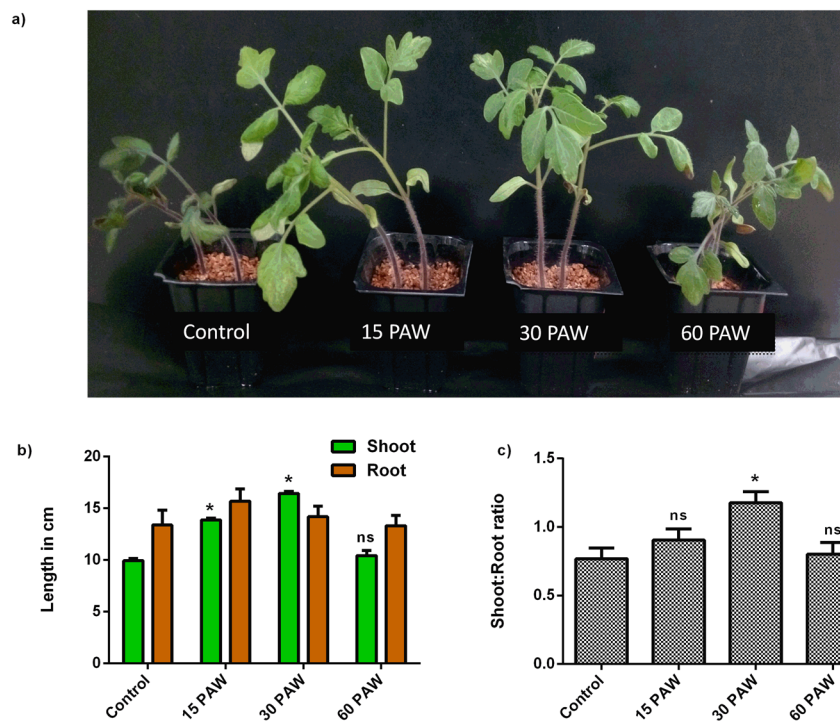 a)
Control 15 PAW 30 PAW 60 PAW
b)
Shoot
Root
20
15
10
5
0
Length in cm
* * ns
Control 15 PAW 30 PAW 60 PAW
c)
1.5
1.0
0.5
0.0
Shoot:Root ratio
ns * ns
Control 15 PAW 30 PAW 60 PAW